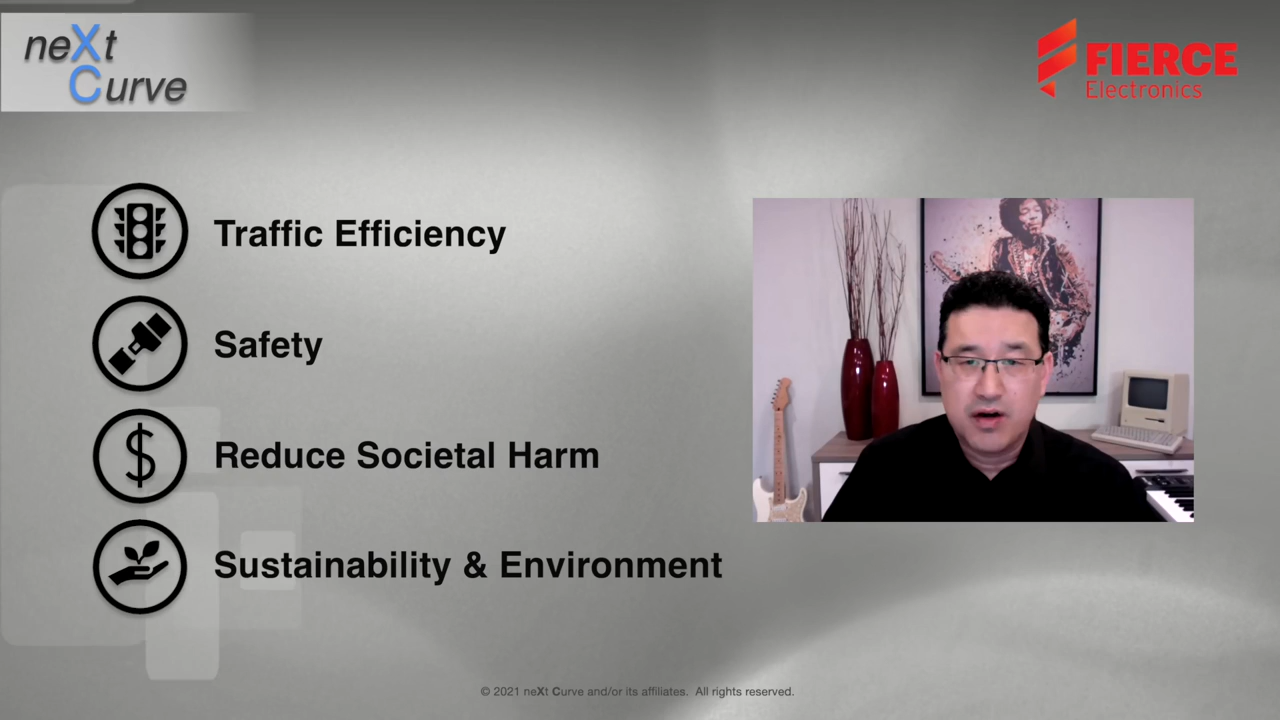 neXt
Curve
FIERCE
Electronics
Traffic Efficiency
Safety
Reduce Societal Harm
Sustainability & Environment
© 2021 neXt Curve and/or its affiliates. All rights reserved.